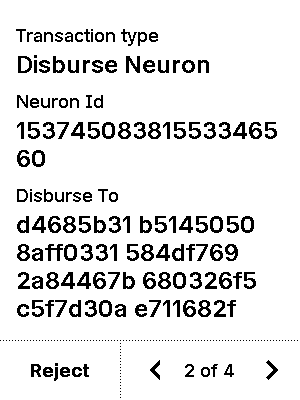 Transaction type
Disburse Neuron
Neuron Id
153745083815533465
60
Disburse To
d4685b31 b5145050
8aff0331 584df769
2a84467b 680326f5
c5f7d30a e711682f
Reject
2 of 4